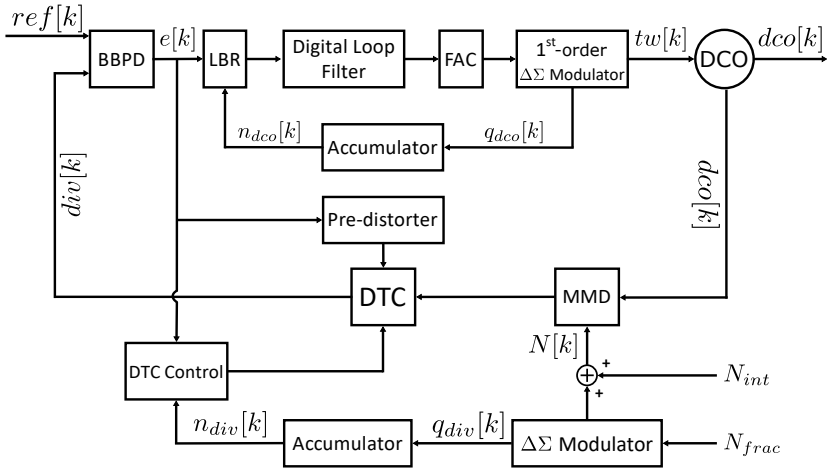 ref[k]
BBPD
e[k]
LBR
Digital Loop
Filter
FAC
1st-order
ΔΣ Modulator
tw[k]
DCO
dco[k]
n_dco[k]
Accumulator
q_dco[k]
div[k]
dco[k]
Pre-distorter
DTC
MMD
N[k]
+
+
+
N_int
DTC Control
n_div[k]
Accumulator
q_div[k]
ΔΣ Modulator
N_frac